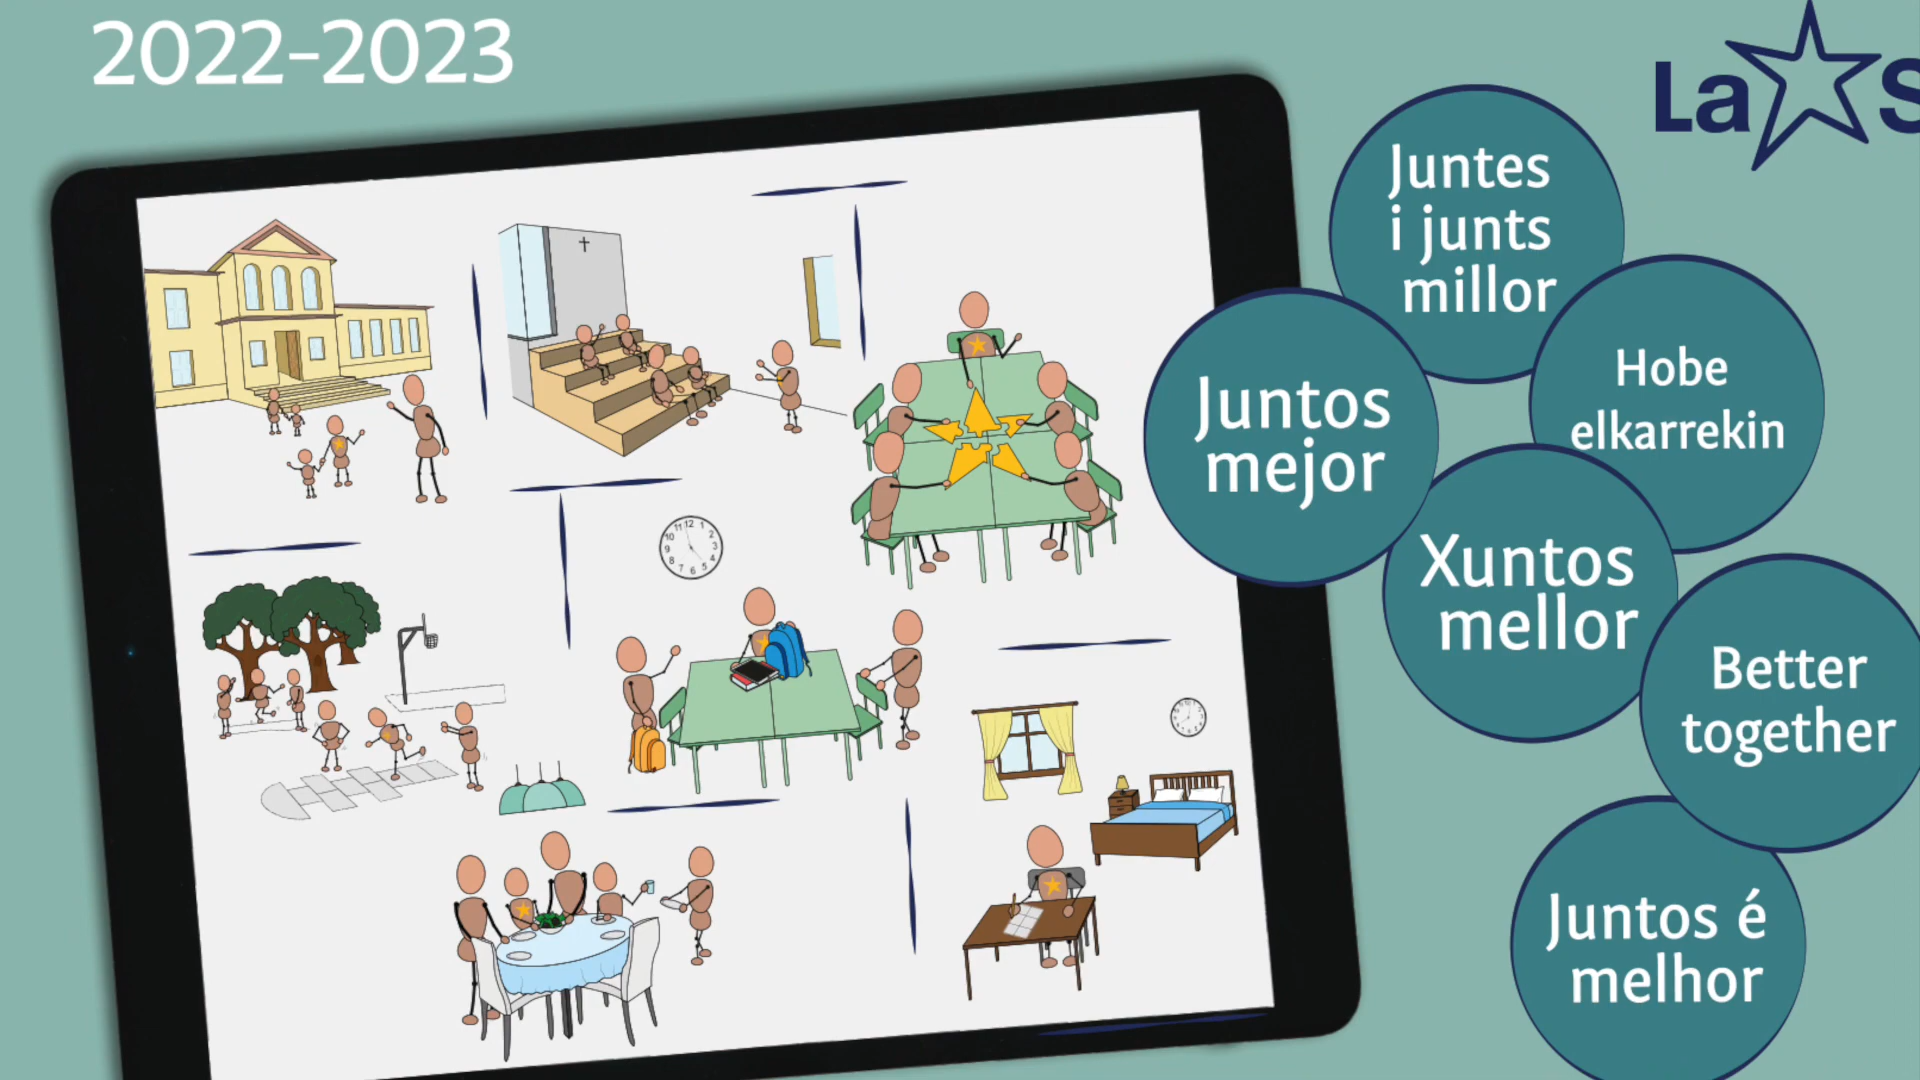 2022-2023
La S
Juntes
i junts
millor
Juntos
mejor
Hobe
elkarrekin
Xuntos
mellor
Better
together
Juntos é
melhor